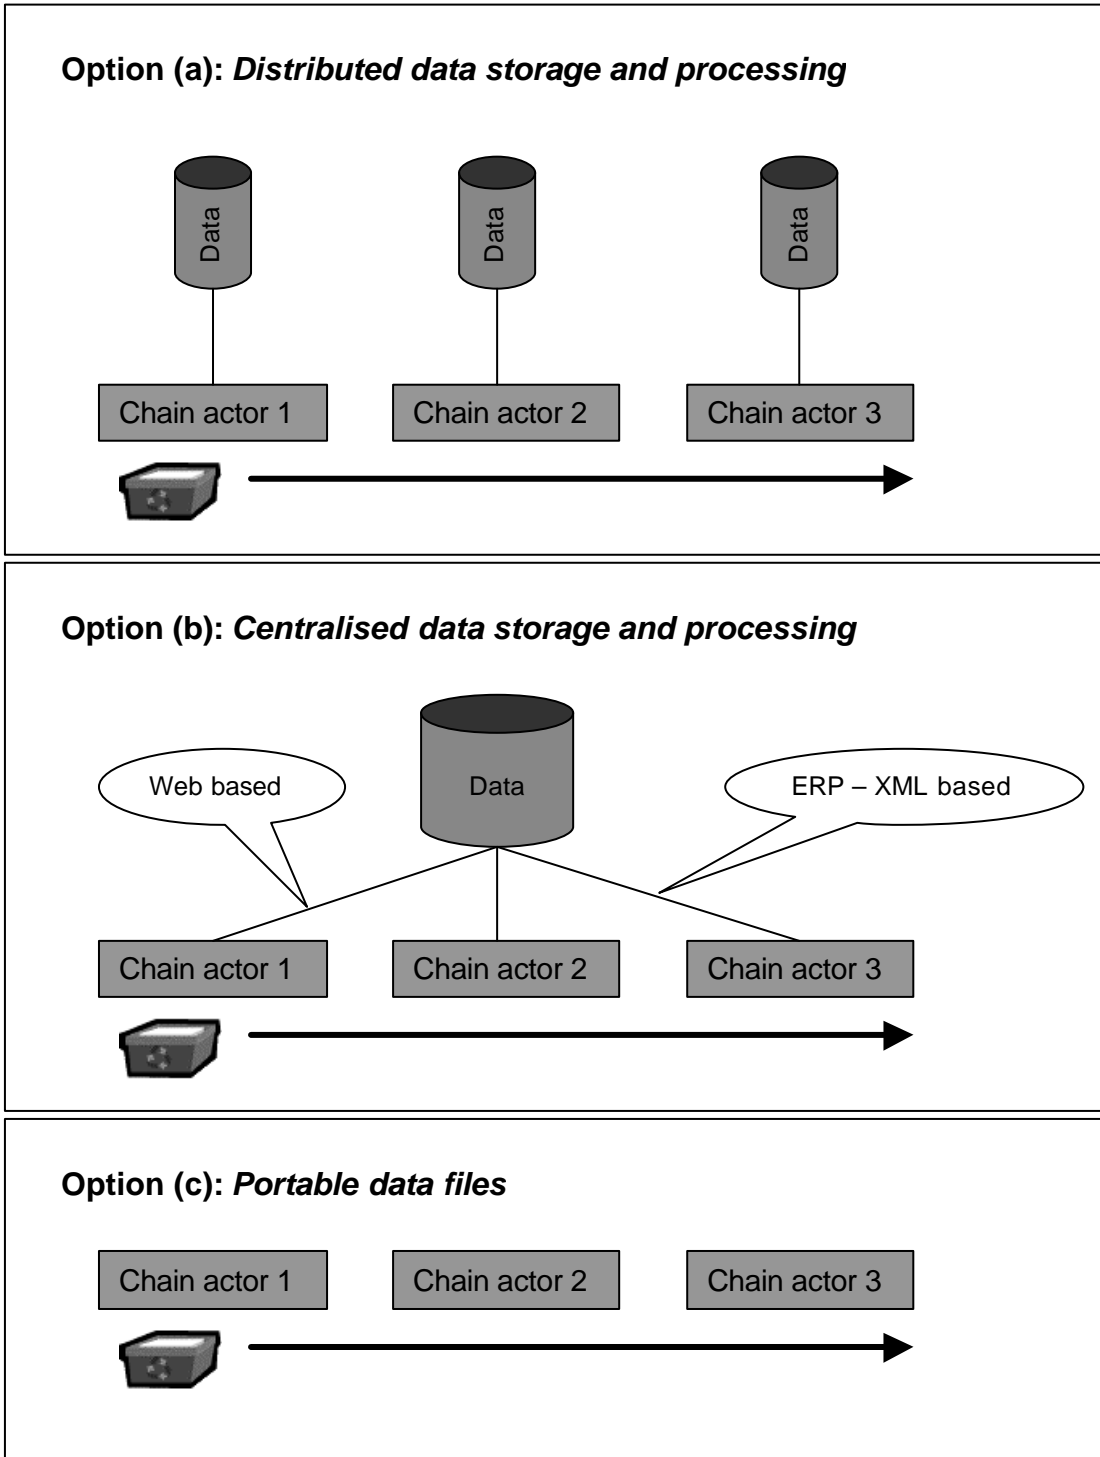 Option (a): Distributed data storage and processing
Data
Data
Data
Chain actor 1
Chain actor 2
Chain actor 3
Option (b): Centralised data storage and processing
Web based
Data
ERP – XML based
Chain actor 1
Chain actor 2
Chain actor 3
Option (c): Portable data files
Chain actor 1
Chain actor 2
Chain actor 3